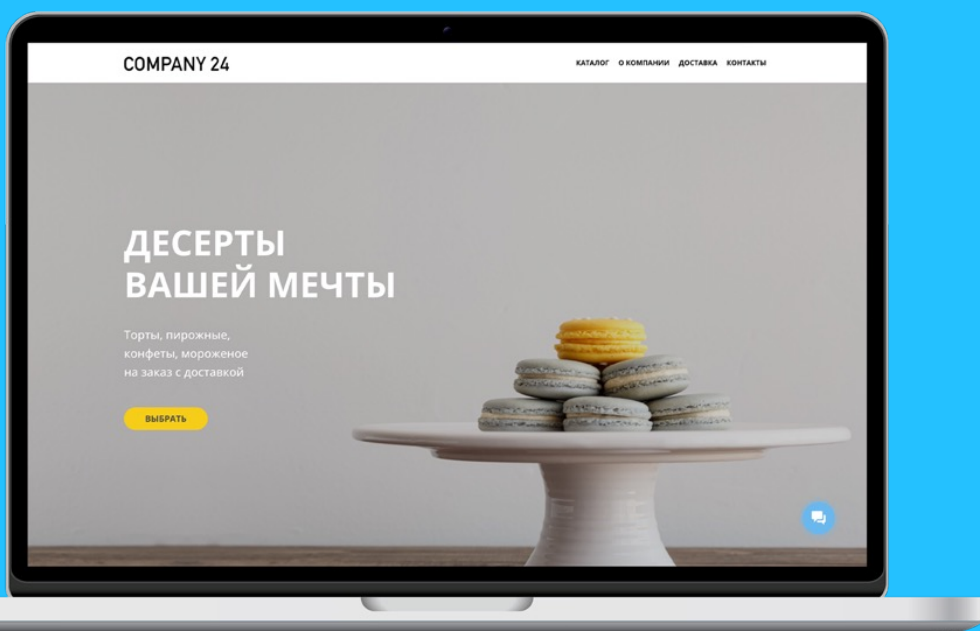 COMPANY 24
КАТАЛОГ О КОМПАНИИ ДОСТАВКА КОНТАКТЫ
ДЕСЕРТЫ
ВАШЕЙ МЕЧТЫ
Торты, пирожные,
конфеты, мороженое
на заказ с доставкой
ВЫБРАТЬ